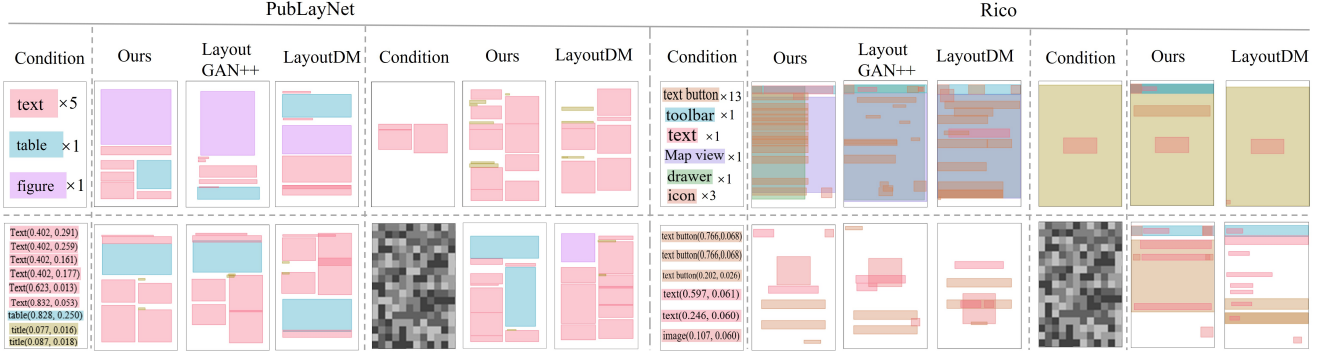 PubLayNet
Rico
Condition
Ours
Layout
GAN++
LayoutDM
Condition
Ours
LayoutDM
Condition
Ours
Layout
GAN++
LayoutDM
Condition
Ours
LayoutDM
text ×5
table ×1
figure ×1
text button ×13
toolbar ×1
text ×1
Map view ×1
drawer ×1
icon ×3
Text(0.402, 0.291)
Text(0.402, 0.259)
Text(0.402, 0.161)
Text(0.402, 0.177)
Text(0.623, 0.013)
Text(0.832, 0.053)
table(0.828, 0.250)
title(0.077, 0.016)
title(0.087, 0.018)
text button(0.766,0.068)
text button(0.766,0.068)
text button(0.202, 0.026)
text(0.597, 0.061)
text(0.246, 0.060)
image(0.107, 0.060)